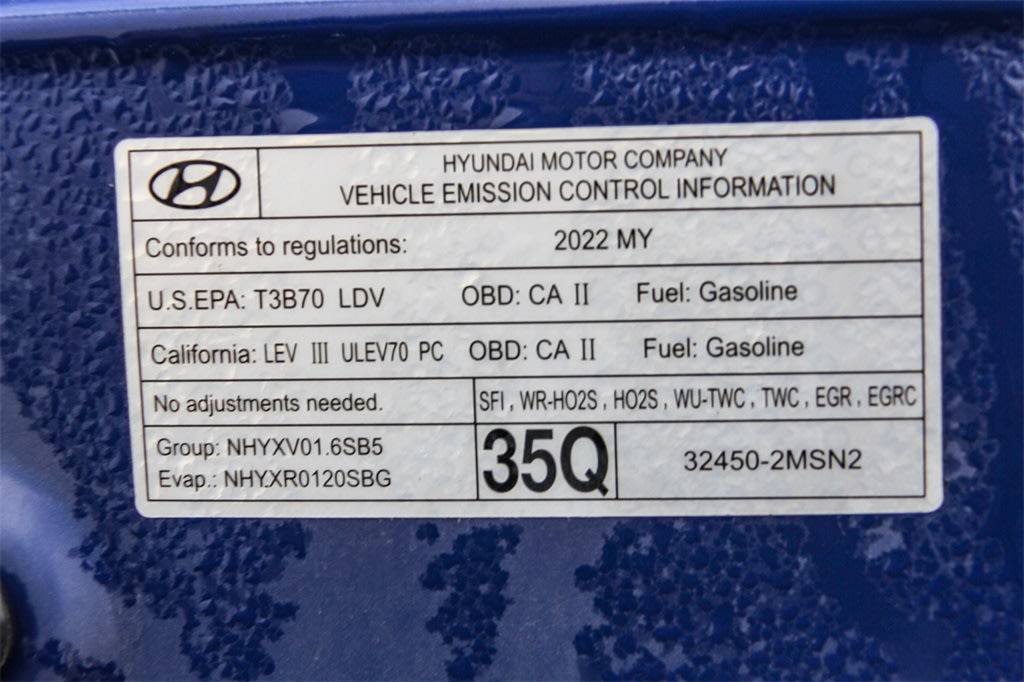 HYUNDAI MOTOR COMPANY
VEHICLE EMISSION CONTROL INFORMATION
Conforms to regulations: 2022 MY
U.S.EPA: T3B70 LDV OBD: CA II Fuel: Gasoline
California: LEV III ULEV70 PC OBD: CA II Fuel: Gasoline
No adjustments needed. SFI, WR-HO2S, HO2S, WU-TWC, TWC, EGR, EGRC
Group: NHYXV01.6SB5
Evap.: NHYXR0120SBG
35Q
32450-2MSN2